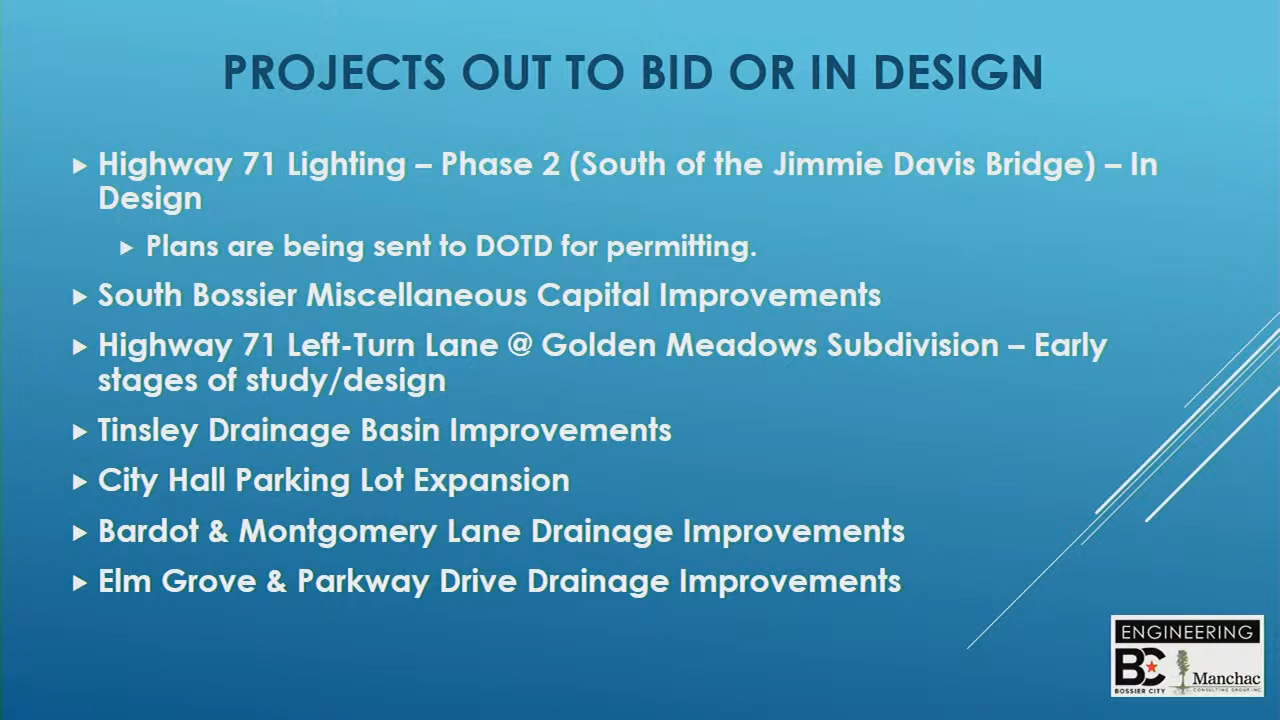 PROJECTS OUT TO BID OR IN DESIGN
Highway 71 Lighting – Phase 2 (South of the Jimmie Davis Bridge) – In
Design
Plans are being sent to DOTD for permitting.
South Bossier Miscellaneous Capital Improvements
Highway 71 Left-Turn Lane @ Golden Meadows Subdivision – Early
stages of study/design
Tinsley Drainage Basin Improvements
City Hall Parking Lot Expansion
Bardot & Montgomery Lane Drainage Improvements
Elm Grove & Parkway Drive Drainage Improvements
ENGINEERING
BC
BOSSIER CITY
Manchac
CONSULTING GROUP, INC